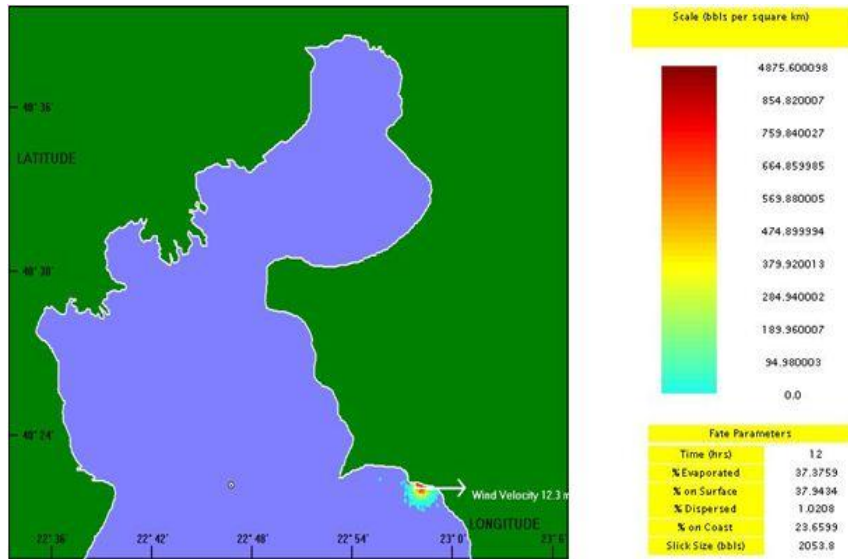 Scale (bbls per square km)
4875.600098
854.820007
759.840027
664.859985
569.880005
474.899994
379.920013
284.940002
189.960007
94.980003
0.0
48° 36'
LATITUDE
48° 30'
48° 24'
Wind Velocity 12.3 m
LONGITUDE
22° 36' 22° 42' 22° 48' 22° 54' 23° 0' 23° 6'
Fate Parameters
Time (hrs) 12
% Evaporated 37.3759
% on Surface 37.9434
% Dispersed 1.0208
% on Coast 23.6599
Slick Size (bbls) 2053.8